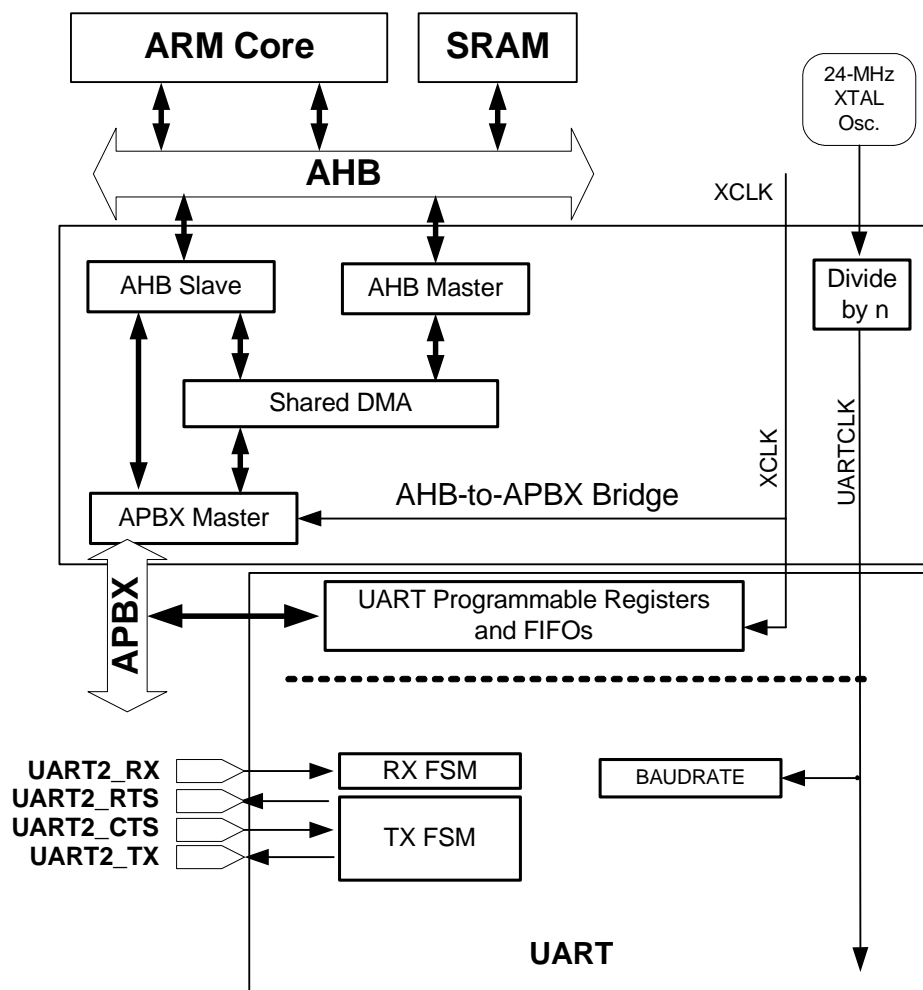 ARM Core
SRAM
24-MHz
XTAL
Osc.
AHB
XCLK
AHB Slave
AHB Master
Divide
by n
Shared DMA
XCLK
UARTCLK
AHB-to-APBX Bridge
APBX Master
APBX
UART Programmable Registers
and FIFOs
UART2_RX
RX FSM
BAUDRATE
UART2_RTS
UART2_CTS
TX FSM
UART2_TX
UART